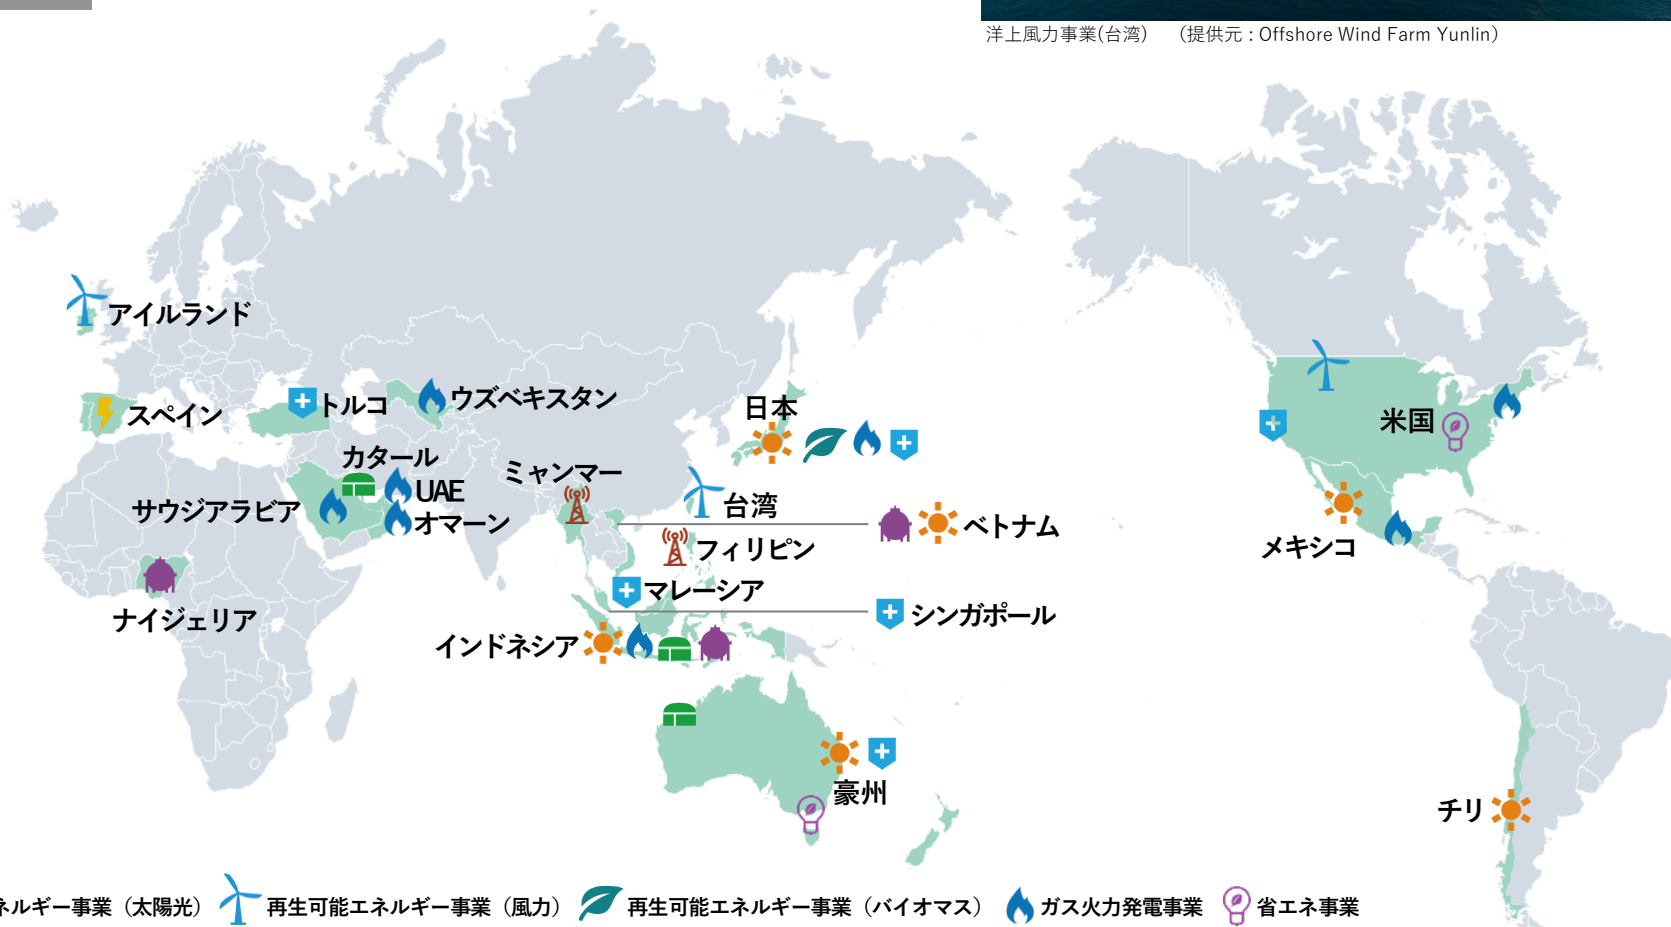 洋上風力事業(台湾) （提供元 : Offshore Wind Farm Yunlin）
アイルランド
スペイン
トルコ
ウズベキスタン
日本
米国
カタール
ミャンマー
UAE
サウジアラビア
オマーン
台湾
ベトナム
フィリピン
メキシコ
マレーシア
シンガポール
ナイジェリア
インドネシア
豪州
チリ
ネルギー事業（太陽光）
再生可能エネルギー事業（風力）
再生可能エネルギー事業（バイオマス）
ガス火力発電事業
省エネ事業